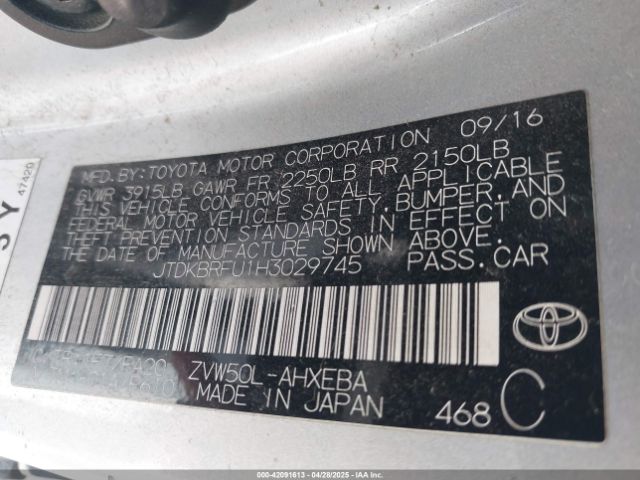 MFD.BY:TOYOTA MOTOR CORPORATION 09/16
GVWR 3915LB GAWR FR 2250LB RR 2150LB
THIS VEHICLE CONFORMS TO ALL APPLICABLE
FEDERAL MOTOR VEHICLE SAFETY,BUMPER,AND
THEFT PREVENTION STANDARDS IN EFFECT ON
THE DATE OF MANUFACTURE SHOWN ABOVE.
JTDKBRFU1H3029745 PASS.CAR
ZVW50L-AHXEBA
MADE IN JAPAN 468 C
47420
000-42091613 - 04/28/2025 - IAA Inc.